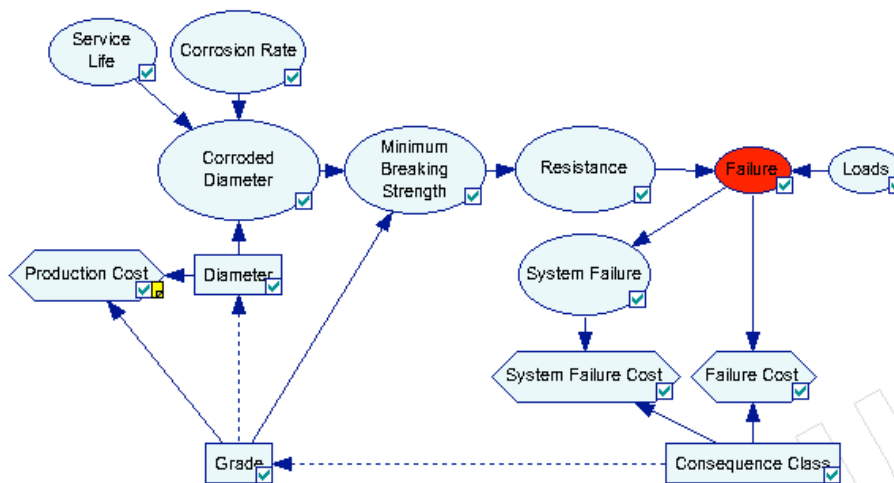 Service
Life
Corrosion Rate
Corroded
Diameter
Minimum
Breaking
Strength
Resistance
Failure
Loads
Production Cost
Diameter
System Failure
System Failure Cost
Failure Cost
Grade
Consequence Class